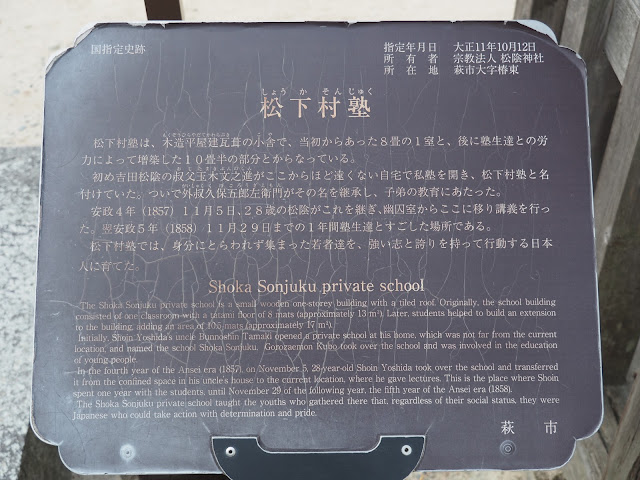 国指定史跡
指定年月日 大正11年10月12日
所有者 宗教法人 松陰神社
所在地 萩市大字椿東
しょうかそんじゅく
松下村塾
松下村塾は、木造平屋建瓦葺の小舎で、当初からあった8畳の1室と、後に塾生達との労
力によって増築した10畳半の部分とからなっている。
初め吉田松陰の叔父玉木文之進がここからほど遠くない自宅で私塾を開き、松下村塾と名
付けていた。ついで外叔久保五郎左衛門がその名を継承し、子弟の教育にあたった。
安政4年(1857)11月5日、28歳の松陰がこれを継ぎ、幽囚室からここに移り講義を行っ
た。翌安政5年(1858)11月29日までの1年間塾生達とすごした場所である。
松下村塾では、身分にとらわれず集まった若者達を、強い志と誇りを持って行動する日本
人に育てた。
Shoka Sonjuku private school
The Shoka Sonjuku private school is a small wooden one-storey building with a tiled roof. Originally, the school building
consisted of one classroom with a tatami floor of 8 mats (approximately 13 m²). Later, students helped to build an extension
to the building, adding an area of 10.5 mats (approximately 17 m²).
Initially, Shoin Yoshida's uncle Bunnoshin Tamaki opened a private school at his home, which was not far from the current
location, and named the school Shoka Sonjuku. Gorozaemon Kubo took over the school and was involved in the education
of young people.
In the fourth year of the Ansei era (1857), on November 5, 28-year-old Shoin Yoshida took over the school and transferred
it from the confined space in his uncle's house to the current location, where he gave lectures. This is the place where Shoin
spent one year with the students, until November 29 of the following year, the fifth year of the Ansei era (1858).
The Shoka Sonjuku private school taught the youths who gathered there that, regardless of their social status, they were
Japanese who could take action with determination and pride.
萩市